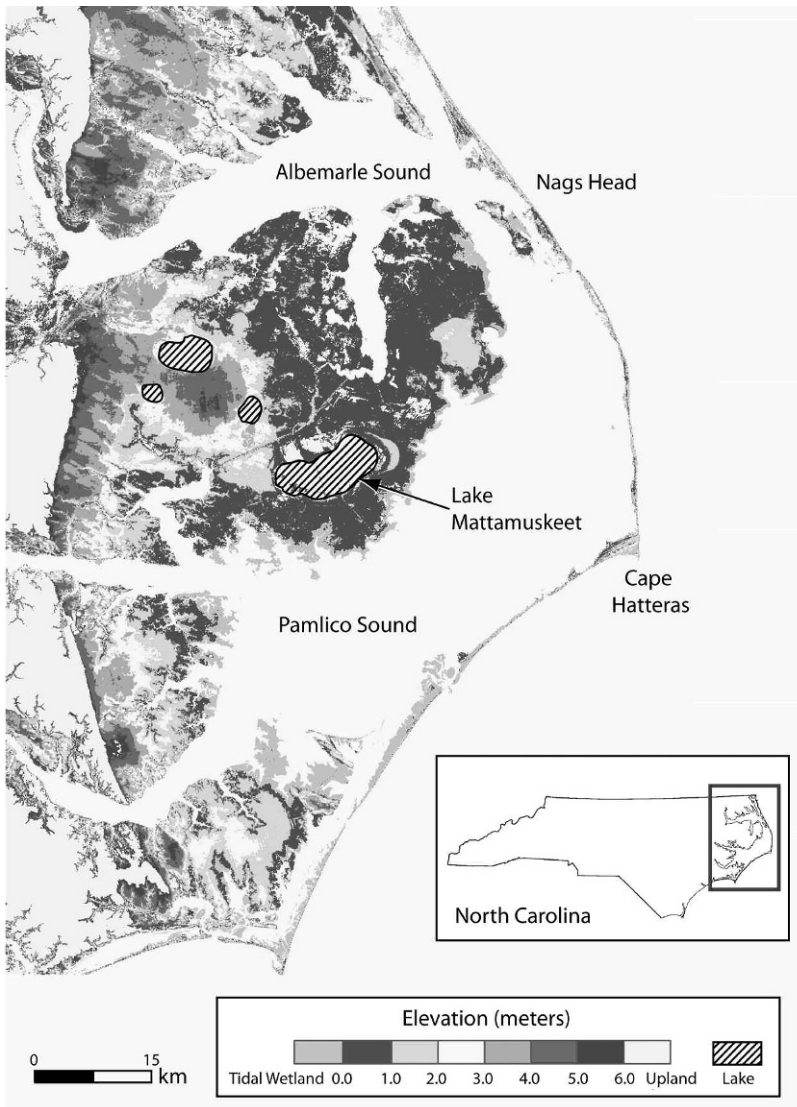 Albemarle Sound
Nags Head
Lake
Mattamuskeet
Cape
Hatteras
Pamlico Sound
North Carolina
Elevation (meters)
Tidal Wetland 0.0 1.0 2.0 3.0 4.0 5.0 6.0 Upland Lake
0 15
km